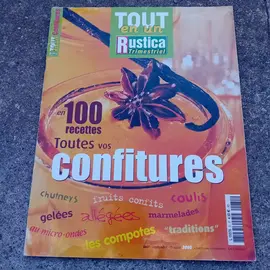 TOUT
en un
Rustica
Trimestriel
en 100
recettes
Toutes vos
confitures
chutneys
fruits confits
coulis
gelées
allégées
marmelades
au micro-ondes
les compotes
"traditions"